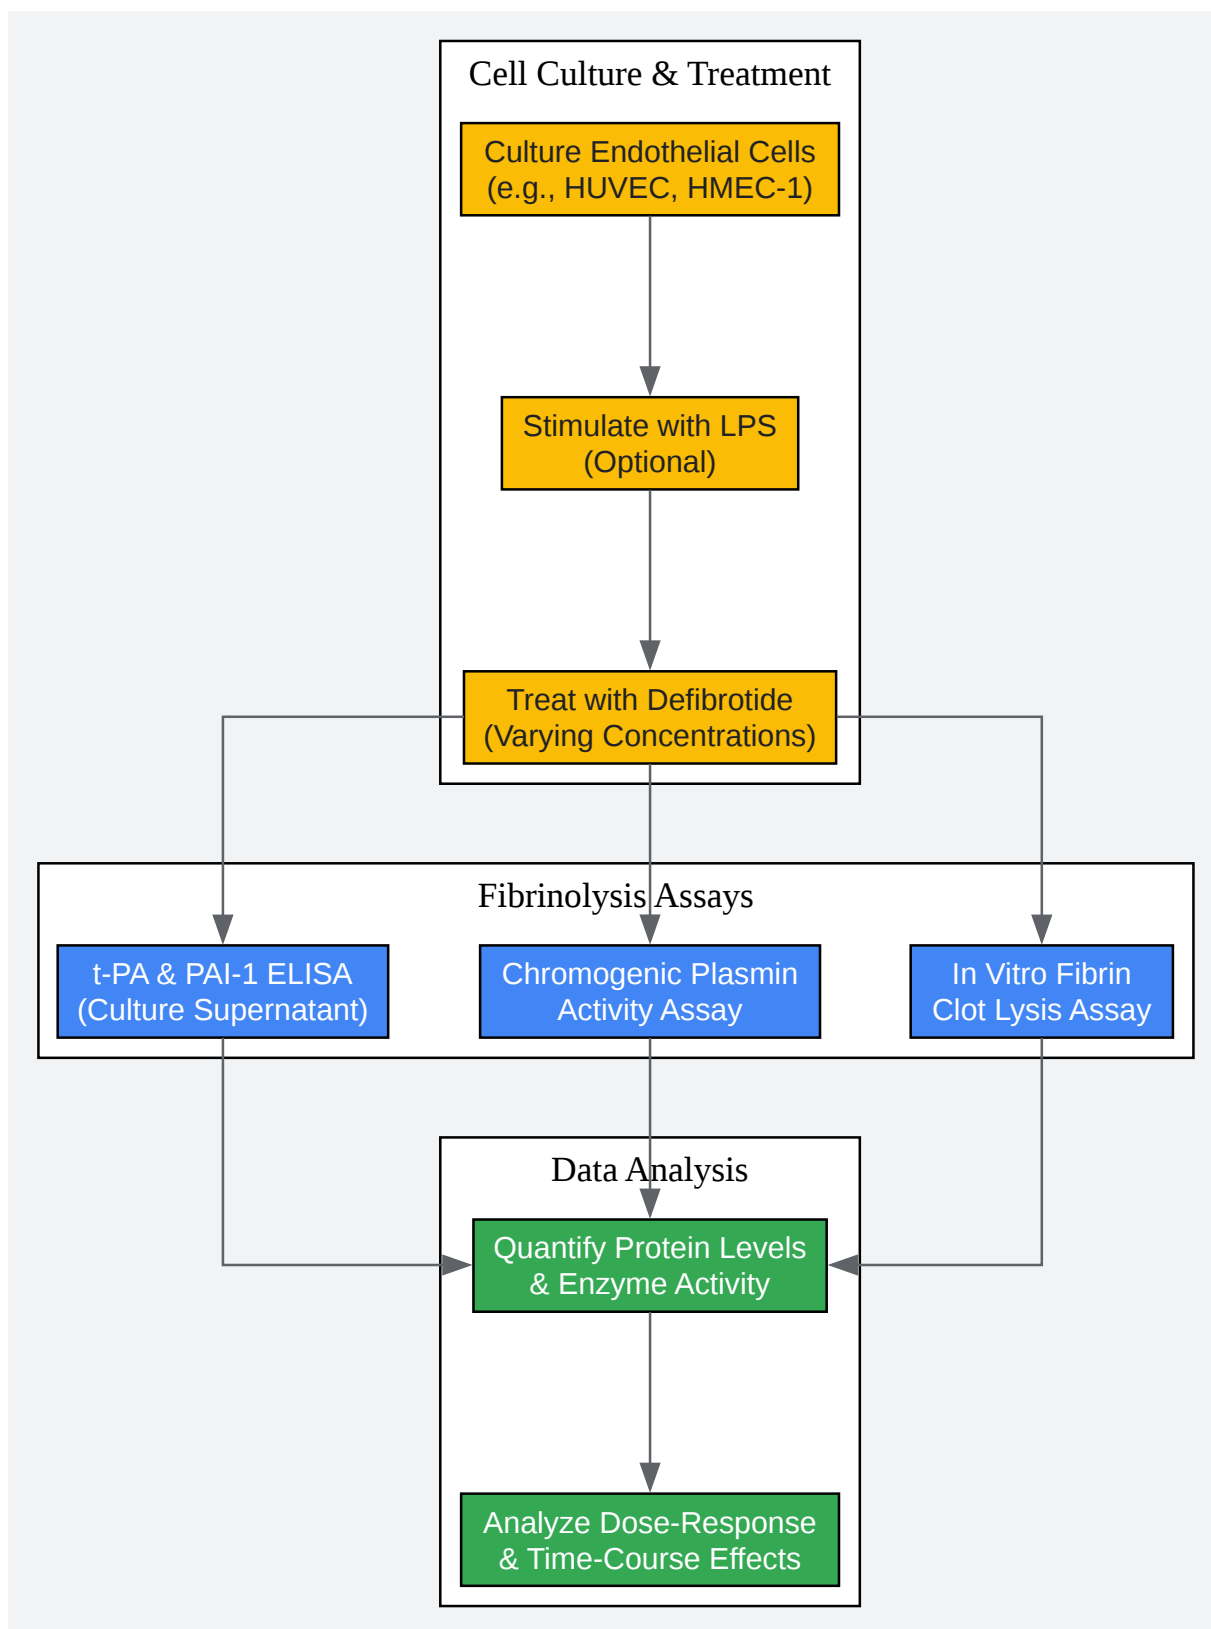 Cell Culture & Treatment
Culture Endothelial Cells
(e.g., HUVEC, HMEC-1)
Stimulate with LPS
(Optional)
Treat with Defibrotide
(Varying Concentrations)
Fibrinolysis Assays
t-PA & PAI-1 ELISA
(Culture Supernatant)
Chromogenic Plasmin
Activity Assay
In Vitro Fibrin
Clot Lysis Assay
Data Analysis
Quantify Protein Levels
& Enzyme Activity
Analyze Dose-Response
& Time-Course Effects